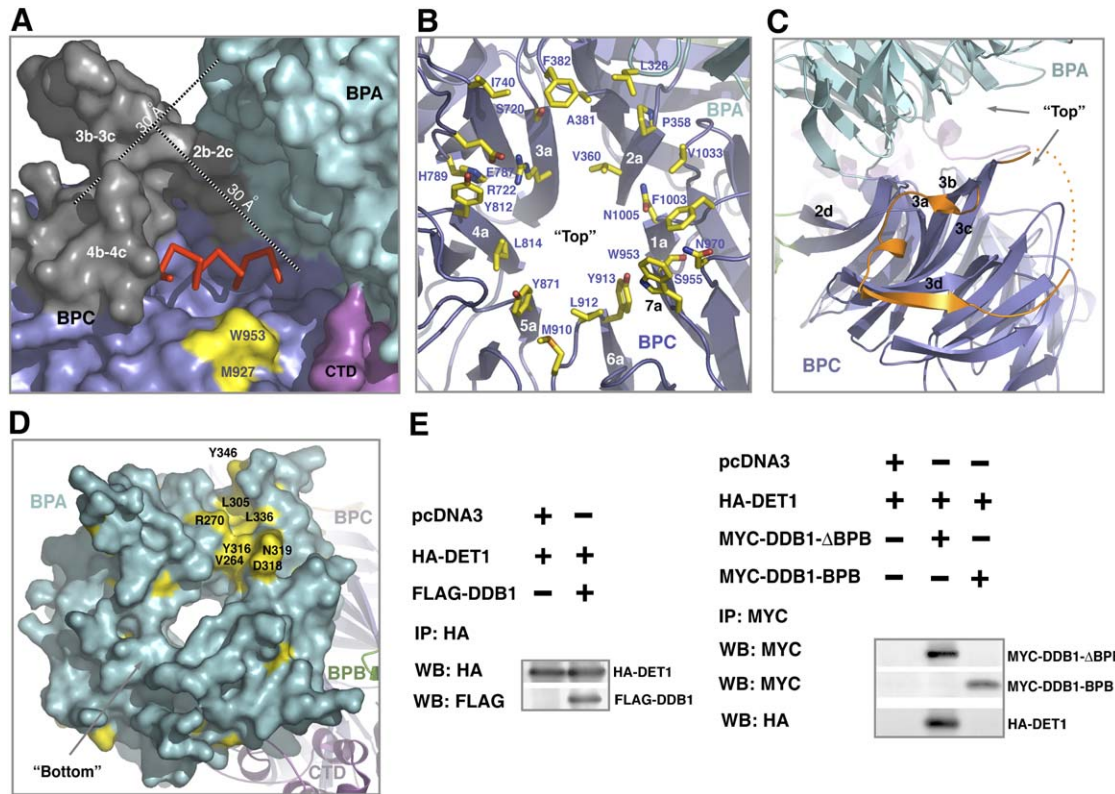 A
3b-3c
30 Å
2b-2c
BPA
30 Å
4b-4c
BPC
W953
M927
CTD
B
F382
L328
I740
S720
BPA
A381
P358
3a
V360
2a
V1033
H789
E787
R722
Y812
F1003
N1005
4a
"Top"
1a
L814
W953
N970
S955
Y871
Y913
7a
L912
5a
M910
BPC
6a
C
BPA
"Top"
3b
3a
2d
3c
3d
BPC
D
Y346
BPA
L305
R270
L336
BPC
Y316
N319
V264
D318
BPB
"Bottom"
CTD
E
pcDNA3 + −
HA-DET1 + +
FLAG-DDB1 − +
IP: HA
WB: HA HA-DET1
WB: FLAG FLAG-DDB1
pcDNA3 + − −
HA-DET1 + + +
MYC-DDB1-ΔBPB − + −
MYC-DDB1-BPB − − +
IP: MYC
WB: MYC MYC-DDB1-ΔBPB
WB: MYC MYC-DDB1-BPB
WB: HA HA-DET1